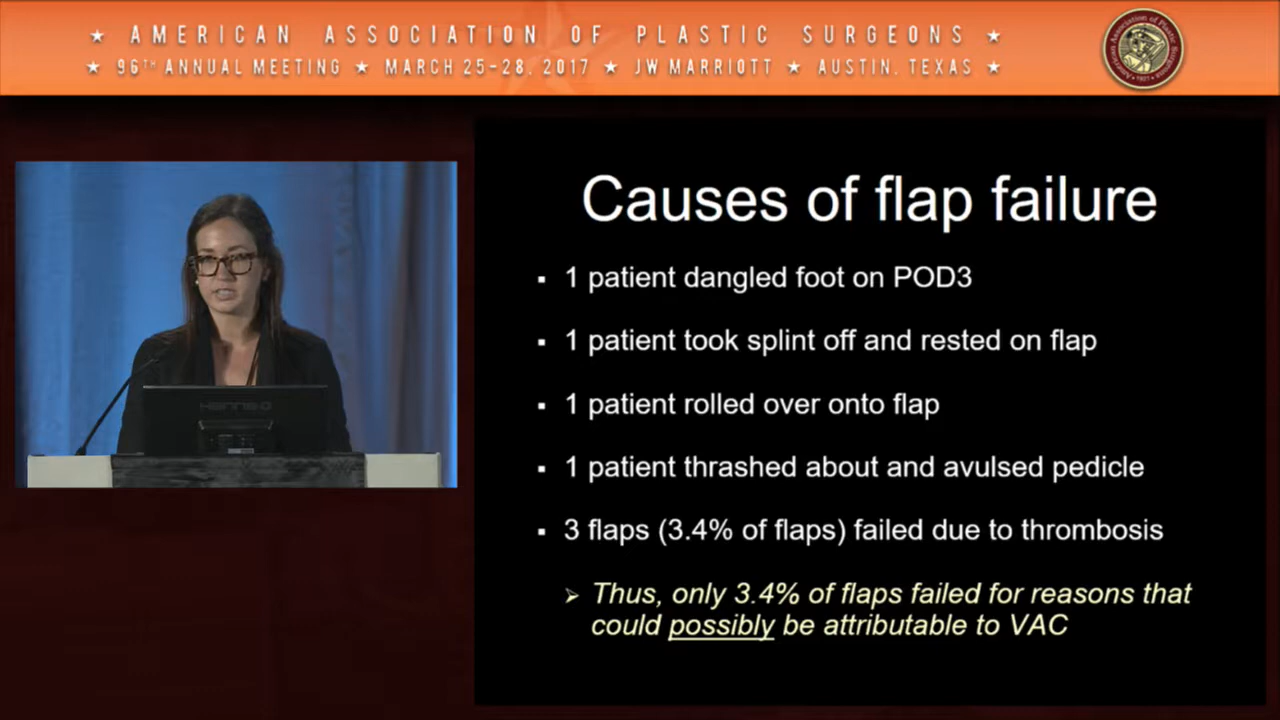 ★ AMERICAN ASSOCIATION OF PLASTIC SURGEONS ★
★ 96TH ANNUAL MEETING ★ MARCH 25-28, 2017 ★ JW MARRIOTT ★ AUSTIN, TEXAS ★
Causes of flap failure
▪ 1 patient dangled foot on POD3
▪ 1 patient took splint off and rested on flap
▪ 1 patient rolled over onto flap
▪ 1 patient thrashed about and avulsed pedicle
▪ 3 flaps (3.4% of flaps) failed due to thrombosis
➢ Thus, only 3.4% of flaps failed for reasons that
could possibly be attributable to VAC